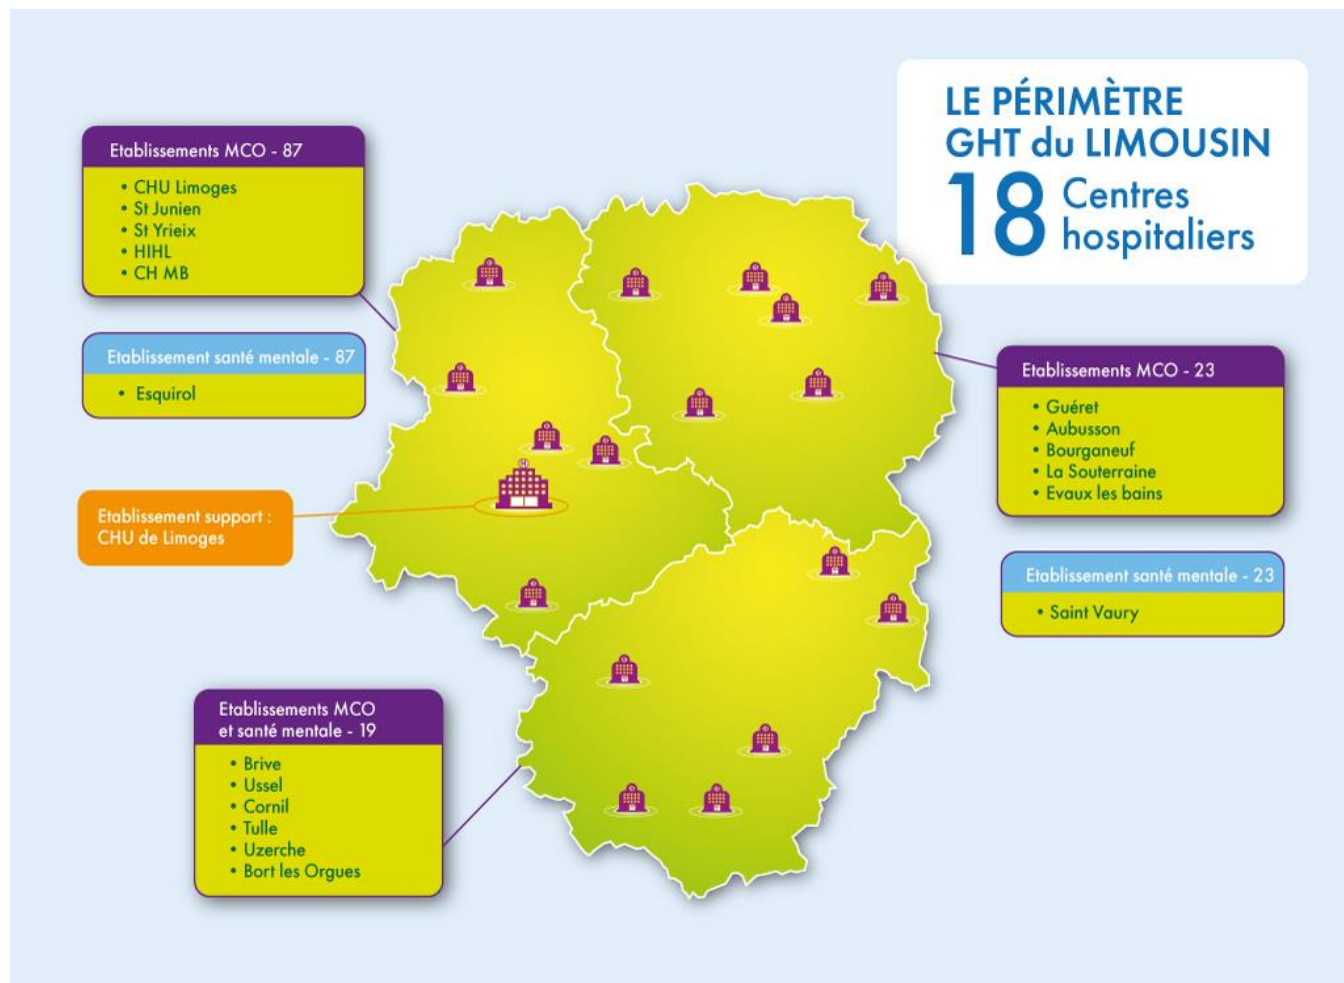 LE PÉRIMÈTRE
GHT du LIMOUSIN
18 Centres
hospitaliers
Etablissements MCO - 87
• CHU Limoges
• St Junien
• St Yrieix
• HIHL
• CH MB
Etablissement santé mentale - 87
• Esquirol
Etablissement support :
CHU de Limoges
Etablissements MCO
et santé mentale - 19
• Brive
• Ussel
• Cornil
• Tulle
• Uzerche
• Bort les Orgues
Etablissements MCO - 23
• Guéret
• Aubusson
• Bourganeuf
• La Souterraine
• Evaux les bains
Etablissement santé mentale - 23
• Saint Vaury